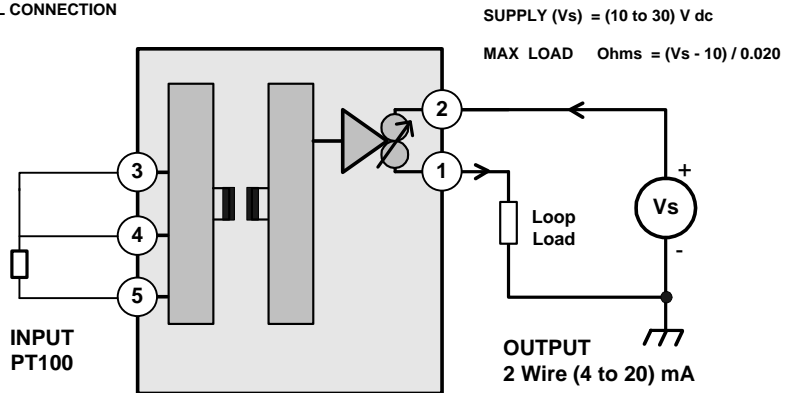 L CONNECTION
SUPPLY (Vs) = (10 to 30) V dc
MAX LOAD Ohms = (Vs - 10) / 0.020
2
1
3
4
5
+
Vs
-
Loop
Load
INPUT
PT100
OUTPUT
2 Wire (4 to 20) mA